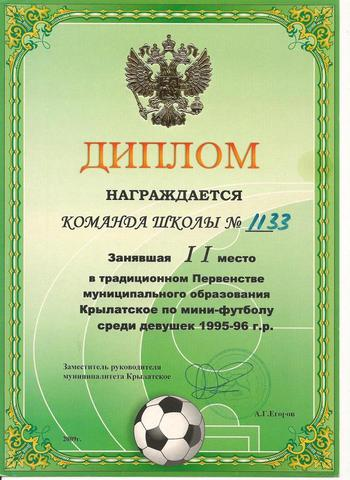 ДИПЛОМ
НАГРАЖДАЕТСЯ
КОМАНДА ШКОЛЫ № 1133
Занявшая II место
в традиционном Первенстве
муниципального образования
Крылатское по мини-футболу
среди девушек 1995-96 г.р.
Заместитель руководителя
муниципалитета Крылатское
А.Г.Егоров
2009г.